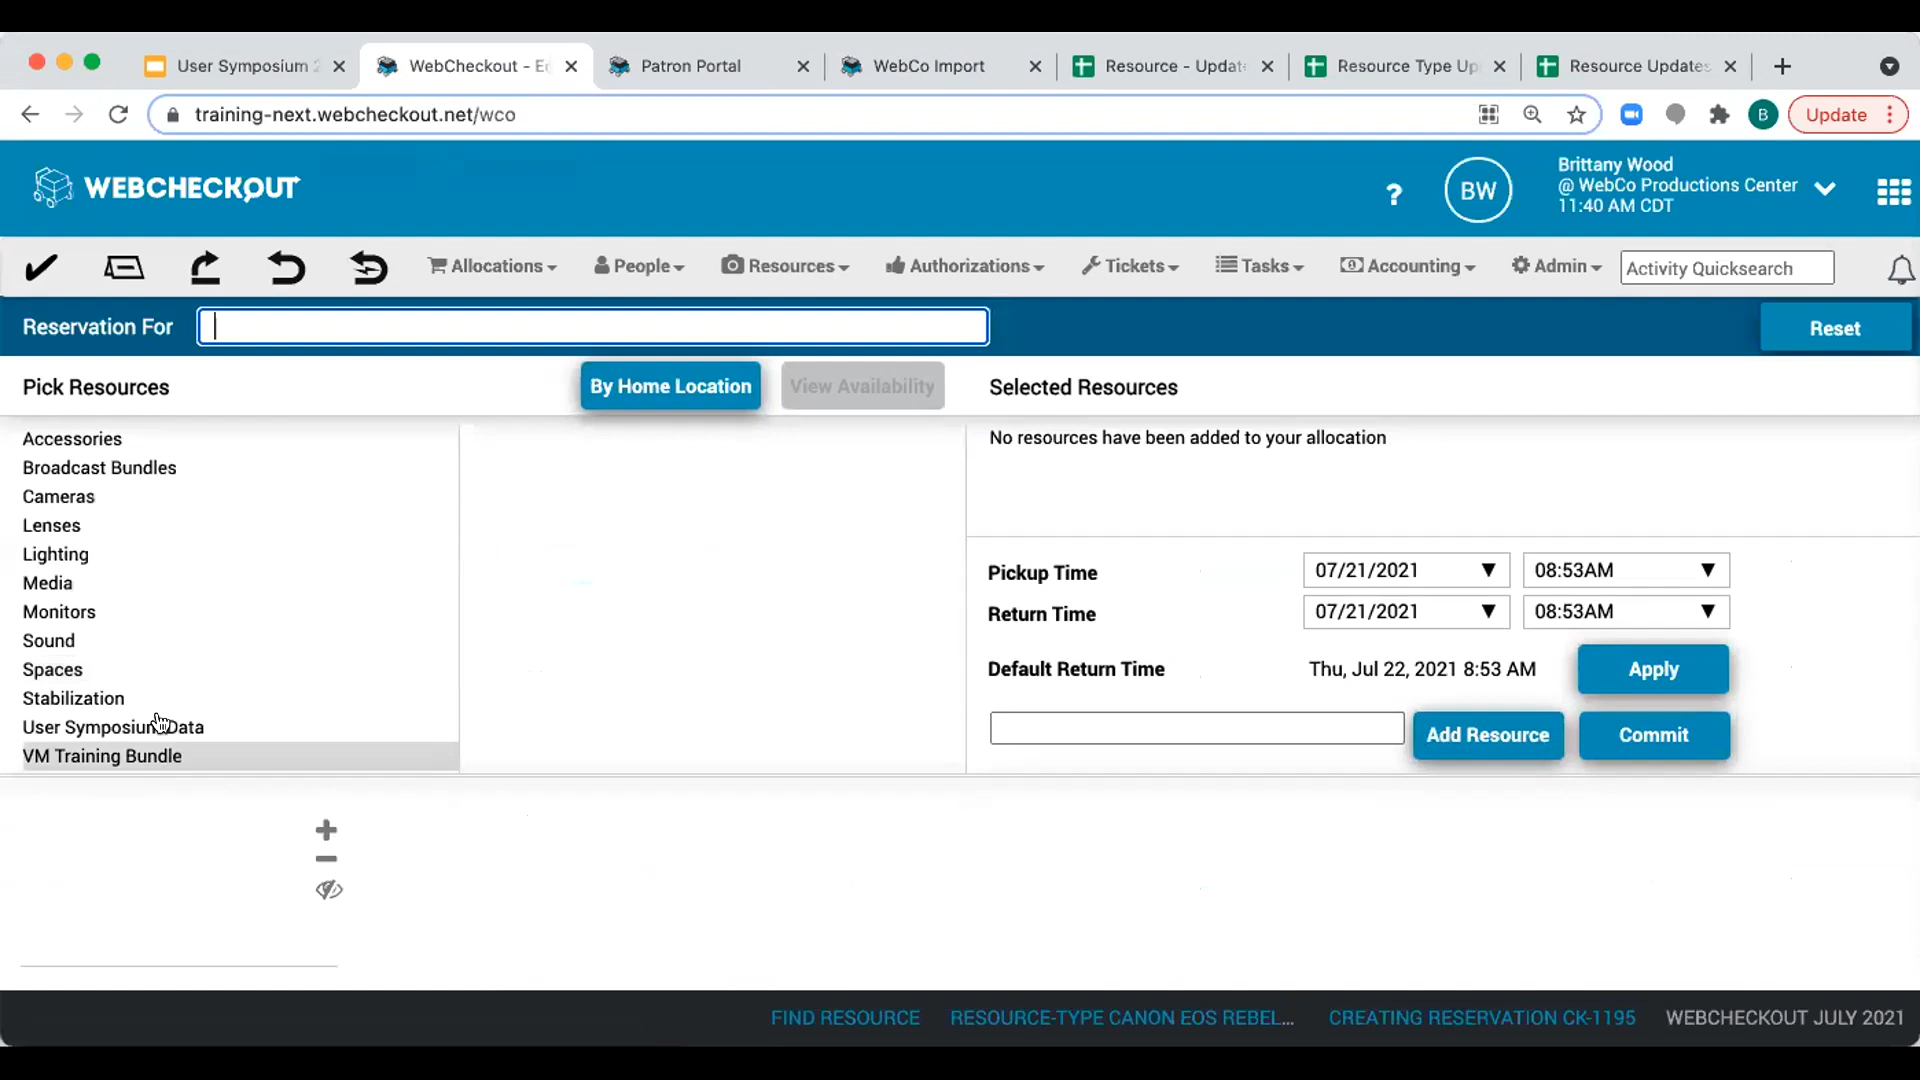 User Symposium 2
WebCheckout - Ed
Patron Portal
WebCo Import
Resource - Updat
Resource Type Up
Resource Updates
training-next.webcheckout.net/wco
B
Update
WEBCHECKOUT
?
BW
Brittany Wood
@ WebCo Productions Center
11:40 AM CDT
Allocations
People
Resources
Authorizations
Tickets
Tasks
Accounting
Admin
Activity Quicksearch
Reservation For
Reset
Pick Resources
By Home Location
View Availability
Selected Resources
Accessories
Broadcast Bundles
Cameras
Lenses
Lighting
Media
Monitors
Sound
Spaces
Stabilization
User Symposium Data
VM Training Bundle
No resources have been added to your allocation
Pickup Time
07/21/2021
08:53AM
Return Time
07/21/2021
08:53AM
Default Return Time
Thu, Jul 22, 2021 8:53 AM
Apply
Add Resource
Commit
FIND RESOURCE
RESOURCE-TYPE CANON EOS REBEL...
CREATING RESERVATION CK-1195
WEBCHECKOUT JULY 2021